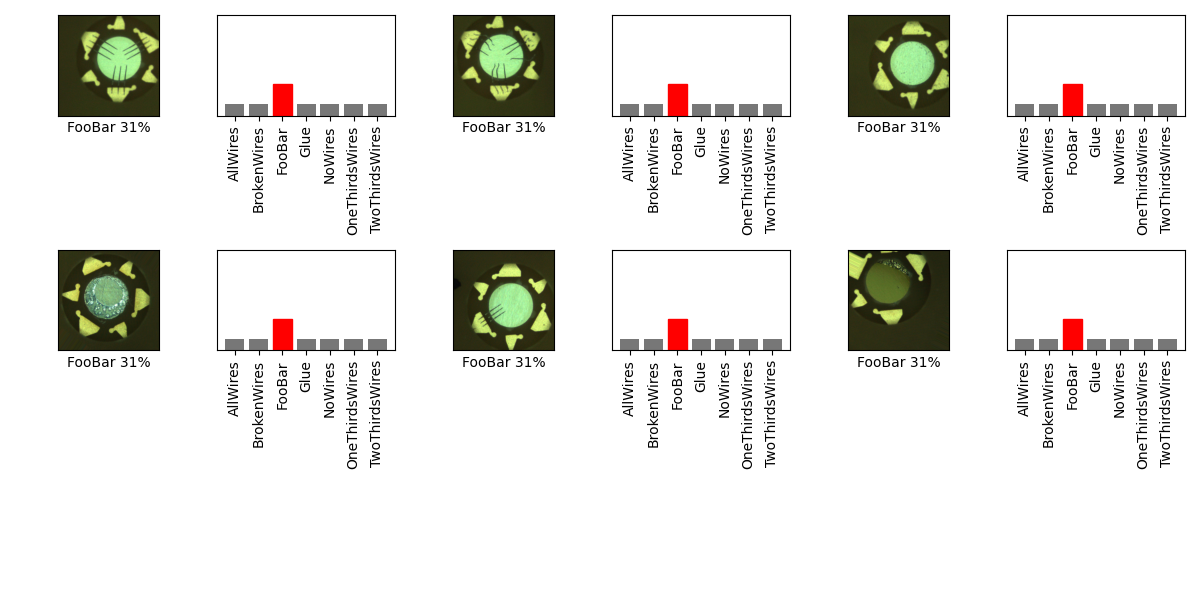 FooBar 31%
AllWires
BrokenWires
FooBar
Glue
NoWires
OneThirdsWires
TwoThirdsWires
FooBar 31%
AllWires
BrokenWires
FooBar
Glue
NoWires
OneThirdsWires
TwoThirdsWires
FooBar 31%
AllWires
BrokenWires
FooBar
Glue
NoWires
OneThirdsWires
TwoThirdsWires
FooBar 31%
AllWires
BrokenWires
FooBar
Glue
NoWires
OneThirdsWires
TwoThirdsWires
FooBar 31%
AllWires
BrokenWires
FooBar
Glue
NoWires
OneThirdsWires
TwoThirdsWires
FooBar 31%
AllWires
BrokenWires
FooBar
Glue
NoWires
OneThirdsWires
TwoThirdsWires